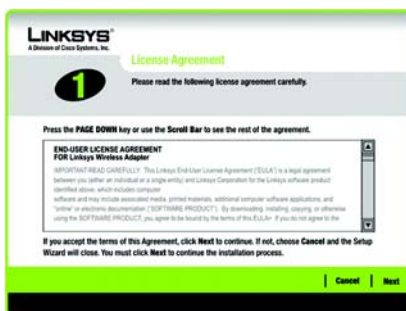 LINKSYS®
A Division of Cisco Systems, Inc.
License Agreement
1
Please read the following license agreement carefully.
Press the PAGE DOWN key or use the Scroll Bar to see the rest of the agreement.
END-USER LICENSE AGREEMENT
FOR Linksys Wireless Adapter
IMPORTANT-READ CAREFULLY: This Linksys End-User License Agreement ("EULA") is a legal agreement
between you (either an individual or a single entity) and Linksys Corporation for the Linksys software product
identified above, which includes computer
software and may include associated media, printed materials, additional computer software applications, and
"online" or electronic documentation ("SOFTWARE PRODUCT"). By downloading, installing, copying, or otherwise
using the SOFTWARE PRODUCT, you agree to be bound by the terms of this EULA. If you do not agree to the
If you accept the terms of this Agreement, click Next to continue. If not, choose Cancel and the Setup
Wizard will close. You must click Next to continue the installation process.
Cancel | Next